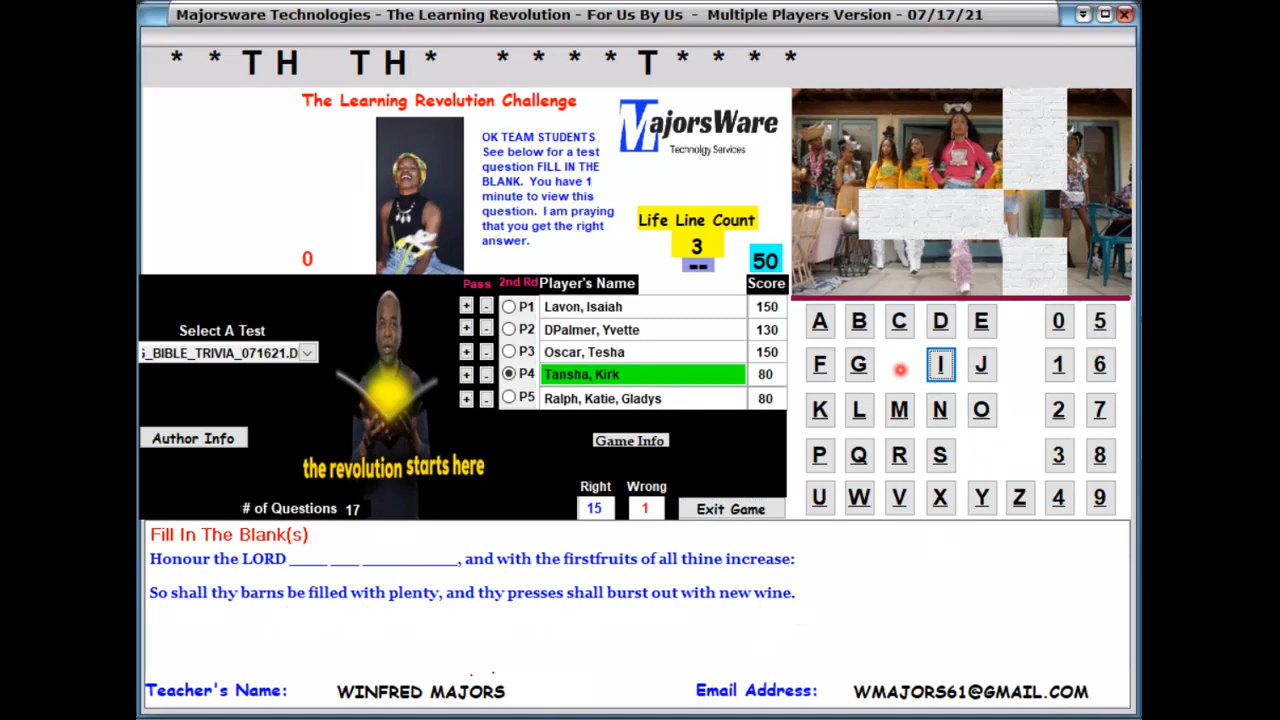 Majorsware Technologies - The Learning Revolution - For Us By Us - Multiple Players Version - 07/17/21
* * T H T H * * * * * T * * * *
The Learning Revolution Challenge
MajorsWare
Technolgy Services
OK TEAM STUDENTS
See below for a test
question FILL IN THE
BLANK. You have 1
minute to view this
question. I am praying
that you get the right
answer.
Life Line Count
3
--
50
0
Pass 2nd Rd Player's Name Score
+ - P1 Lavon, Isaiah 150
+ - P2 DPalmer, Yvette 130
+ - P3 Oscar, Tesha 150
+ - P4 Tansha, Kirk 80
+ - P5 Ralph, Katie, Gladys 80
Select A Test
_BIBLE_TRIVIA_071621.D
Author Info
the revolution starts here
# of Questions 17
Game Info
Right Wrong
15 1
Exit Game
A B C D E 0 5
F G I J 1 6
K L M N O 2 7
P Q R S 3 8
U W V X Y Z 4 9
Fill In The Blank(s)
Honour the LORD _____ ____ _____________, and with the firstfruits of all thine increase:
So shall thy barns be filled with plenty, and thy presses shall burst out with new wine.
Teacher's Name: WINFRED MAJORS Email Address: WMAJORS61@GMAIL.COM